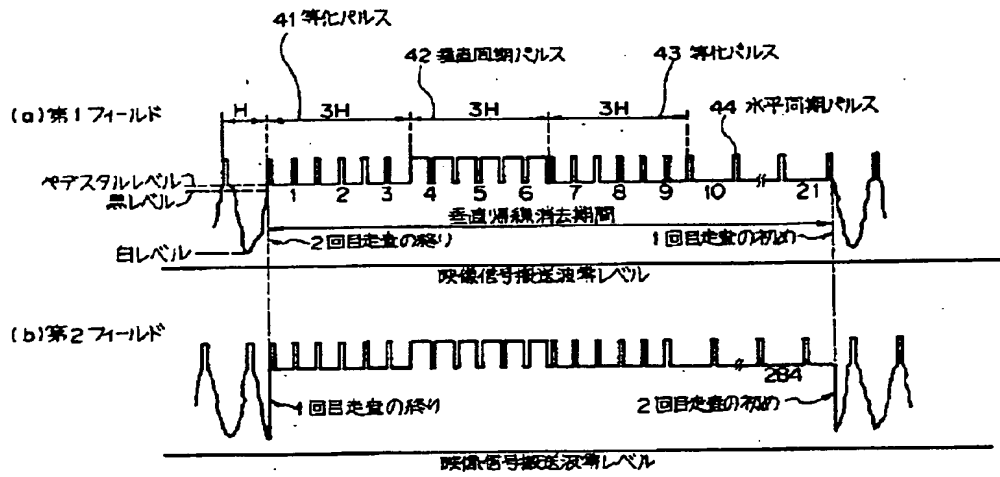 41 等化パルス
42 垂直同期パルス
43 等化パルス
44 水平同期パルス
(a)第1フィールド
H 3H 3H 3H
ペデスタルレベル
黒レベル
1 2 3 4 5 6 7 8 9 10 21
垂直帰線消去期間
白レベル
2回目走査の終り
1回目走査の初め
映像信号搬送波零レベル
(b)第2フィールド
284
1回目走査の終り
2回目走査の初め
映像信号搬送波零レベル